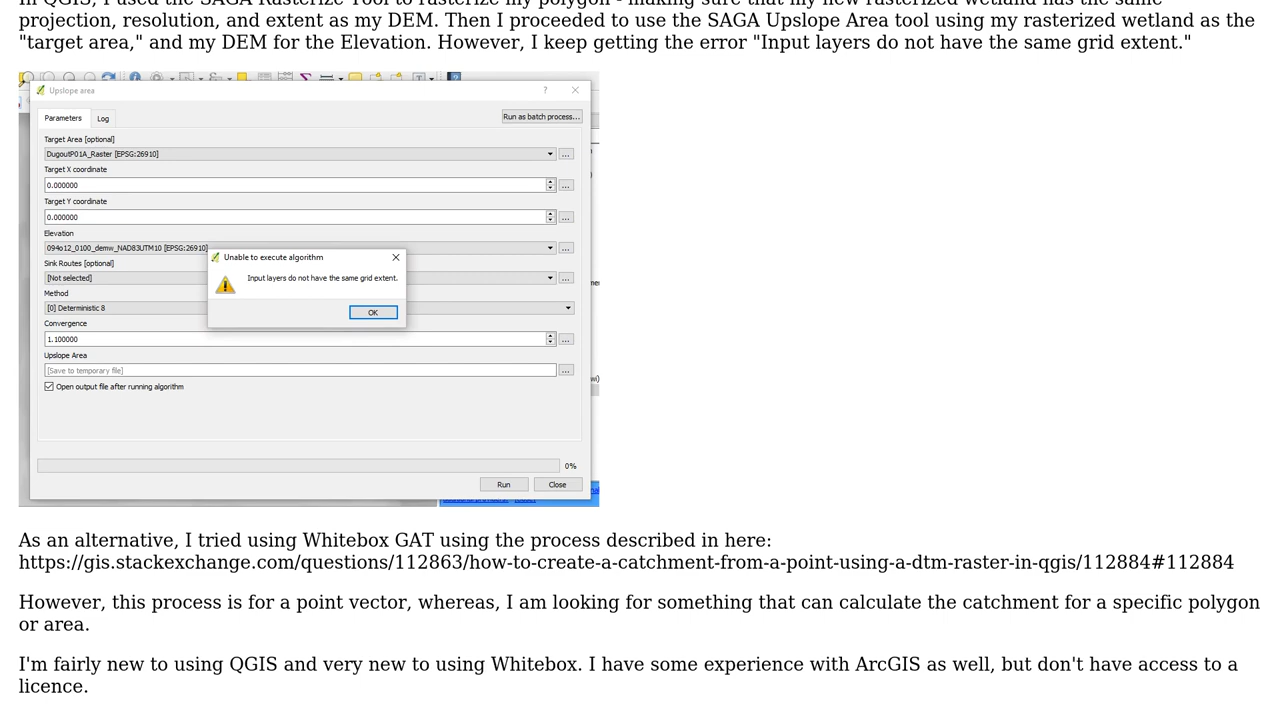 In QGIS, I used the SAGA Rasterize Tool to rasterize my polygon - making sure that my new rasterized wetland has the same
projection, resolution, and extent as my DEM. Then I proceeded to use the SAGA Upslope Area tool using my rasterized wetland as the
"target area," and my DEM for the Elevation. However, I keep getting the error "Input layers do not have the same grid extent."
Upslope area
?
Parameters
Log
Run as batch process...
Target Area [optional]
DugoutP01A_Raster [EPSG:26910]
...
Target X coordinate
0.000000
...
Target Y coordinate
0.000000
...
Elevation
094o12_0100_demw_NAD83UTM10 [EPSG:26910]
...
Sink Routes [optional]
[Not selected]
...
Unable to execute algorithm
Input layers do not have the same grid extent.
OK
Method
[0] Deterministic 8
Convergence
1.100000
...
Upslope Area
[Save to temporary file]
...
Open output file after running algorithm
0%
Run
Close
As an alternative, I tried using Whitebox GAT using the process described in here:
https://gis.stackexchange.com/questions/112863/how-to-create-a-catchment-from-a-point-using-a-dtm-raster-in-qgis/112884#112884
However, this process is for a point vector, whereas, I am looking for something that can calculate the catchment for a specific polygon
or area.
I'm fairly new to using QGIS and very new to using Whitebox. I have some experience with ArcGIS as well, but don't have access to a
licence.